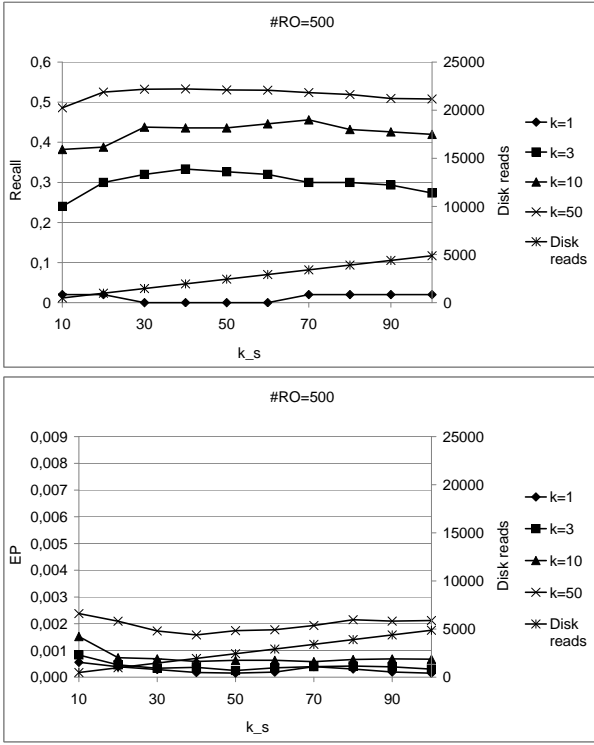 #RO=500
0,6
0,5
0,4
0,3
0,2
0,1
0
Recall
10 30 50 70 90
k_s
25000
20000
15000
10000
5000
0
Disk reads
k=1
k=3
k=10
k=50
Disk
reads
#RO=500
0,009
0,008
0,007
0,006
0,005
0,004
0,003
0,002
0,001
0,000
EP
10 30 50 70 90
k_s
25000
20000
15000
10000
5000
0
Disk reads
k=1
k=3
k=10
k=50
Disk
reads